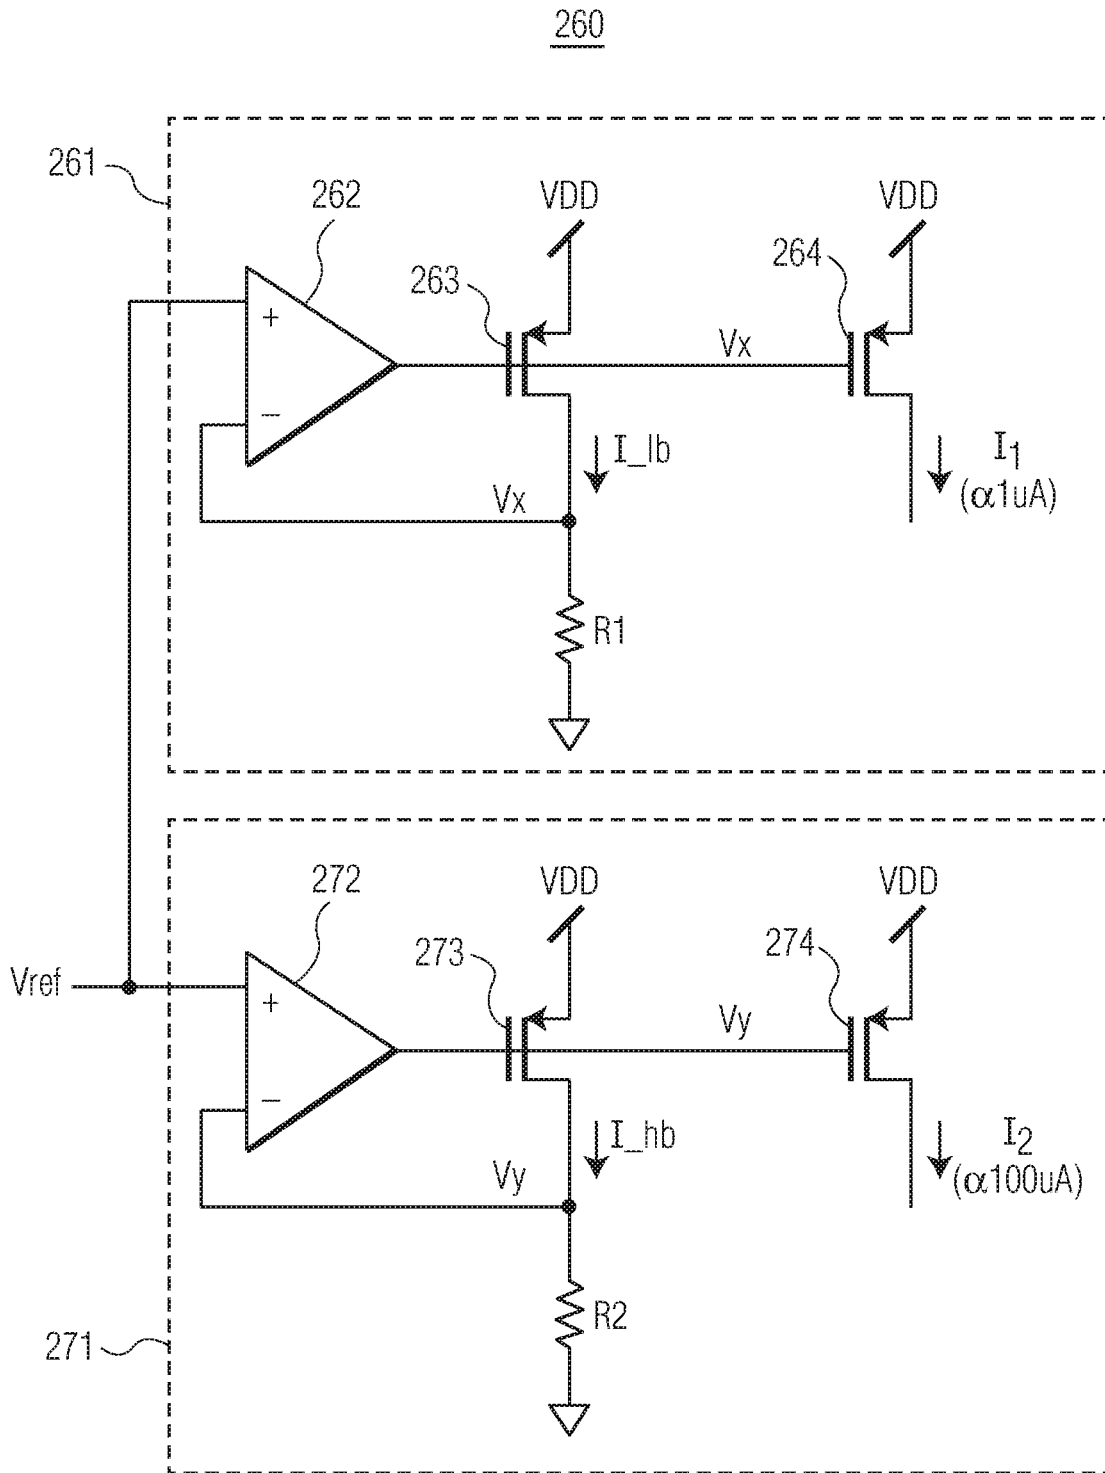 260
261
262
VDD
VDD
263
264
+
Vx
−
I_lb
I1
(α1uA)
Vx
R1
272
VDD
VDD
273
274
Vref
+
Vy
−
I_hb
I2
(α100uA)
Vy
R2
271